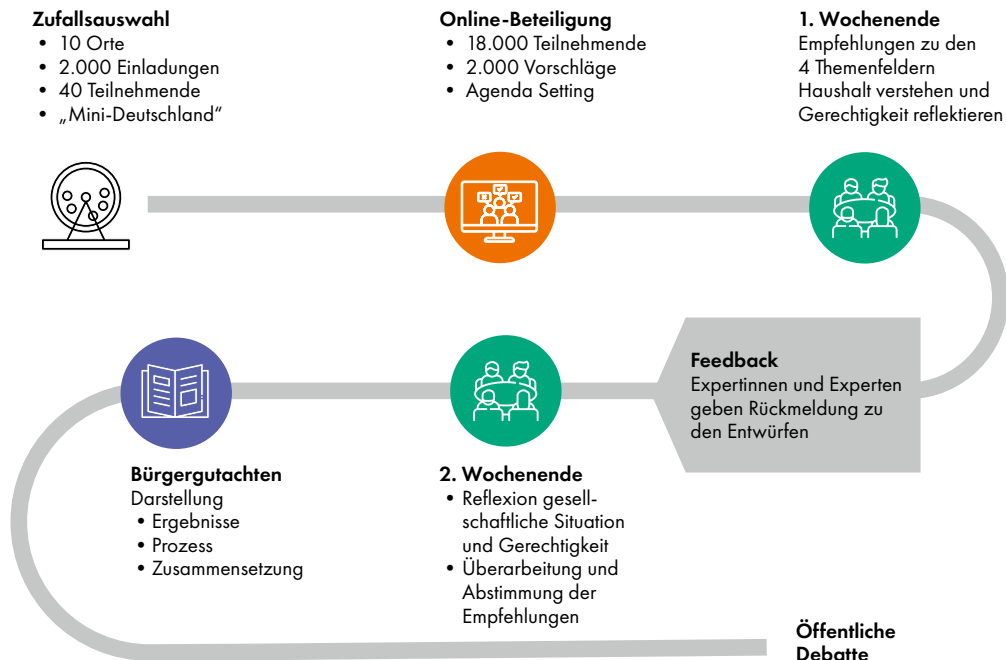 Zufallsauswahl
• 10 Orte
• 2.000 Einladungen
• 40 Teilnehmende
• „Mini-Deutschland“
Online-Beteiligung
• 18.000 Teilnehmende
• 2.000 Vorschläge
• Agenda Setting
1. Wochenende
Empfehlungen zu den
4 Themenfeldern
Haushalt verstehen und
Gerechtigkeit reflektieren
Feedback
Expertinnen und Experten
geben Rückmeldung zu
den Entwürfen
2. Wochenende
• Reflexion gesell-
schaftliche Situation
und Gerechtigkeit
• Überarbeitung und
Abstimmung der
Empfehlungen
Bürgergutachten
Darstellung
• Ergebnisse
• Prozess
• Zusammensetzung
Öffentliche
Debatte